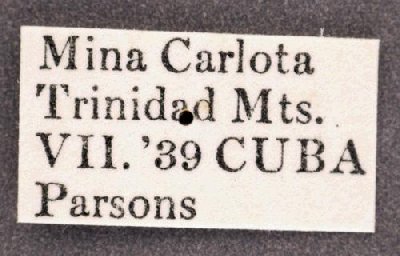 Mina Carlota
Trinidad Mts.
VII. '39 CUBA
Parsons